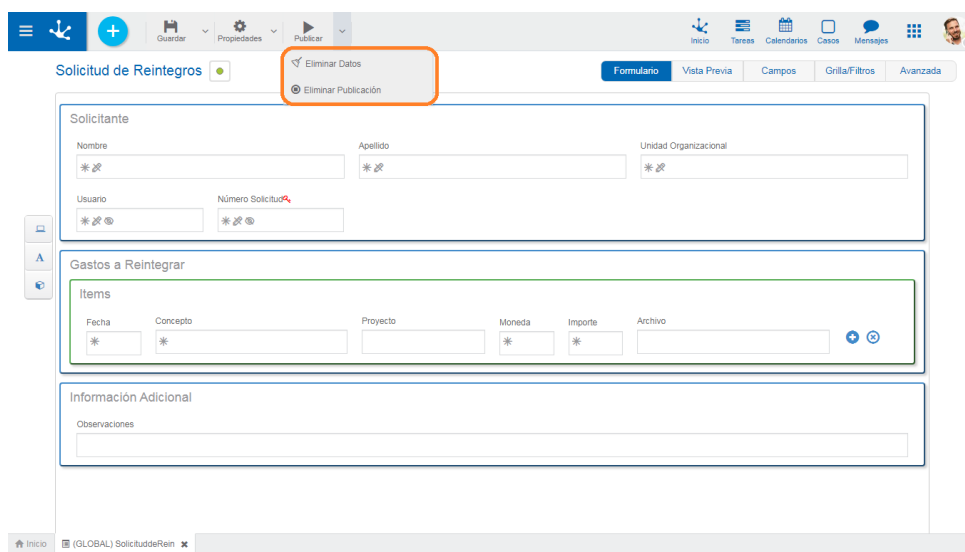 Guardar
Propiedades
Publicar
Inicio
Tareas
Calendarios
Casos
Mensajes
Eliminar Datos
Eliminar Publicación
Solicitud de Reintegros
Formulario
Vista Previa
Campos
Grilla/Filtros
Avanzada
Solicitante
Nombre
Apellido
Unidad Organizacional
Usuario
Número Solicitud
A
Gastos a Reintegrar
Items
Fecha
Concepto
Proyecto
Moneda
Importe
Archivo
Información Adicional
Observaciones
Inicio
(GLOBAL) SolicituddeRein